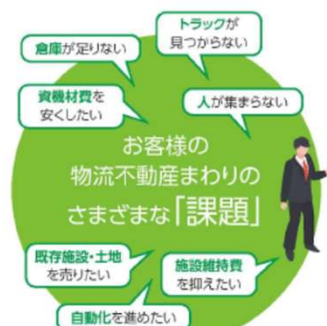 トラックが
見つからない
倉庫が足りない
資機材費を
安くしたい
人が集まらない
お客様の
物流不動産まわりの
さまざまな「課題」
既存施設・土地
を売りたい
施設維持費
を抑えたい
自動化を進めたい